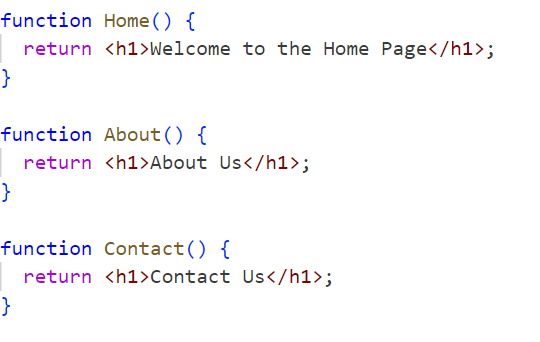 function Home() {
  return <h1>Welcome to the Home Page</h1>;
}

function About() {
  return <h1>About Us</h1>;
}

function Contact() {
  return <h1>Contact Us</h1>;
}